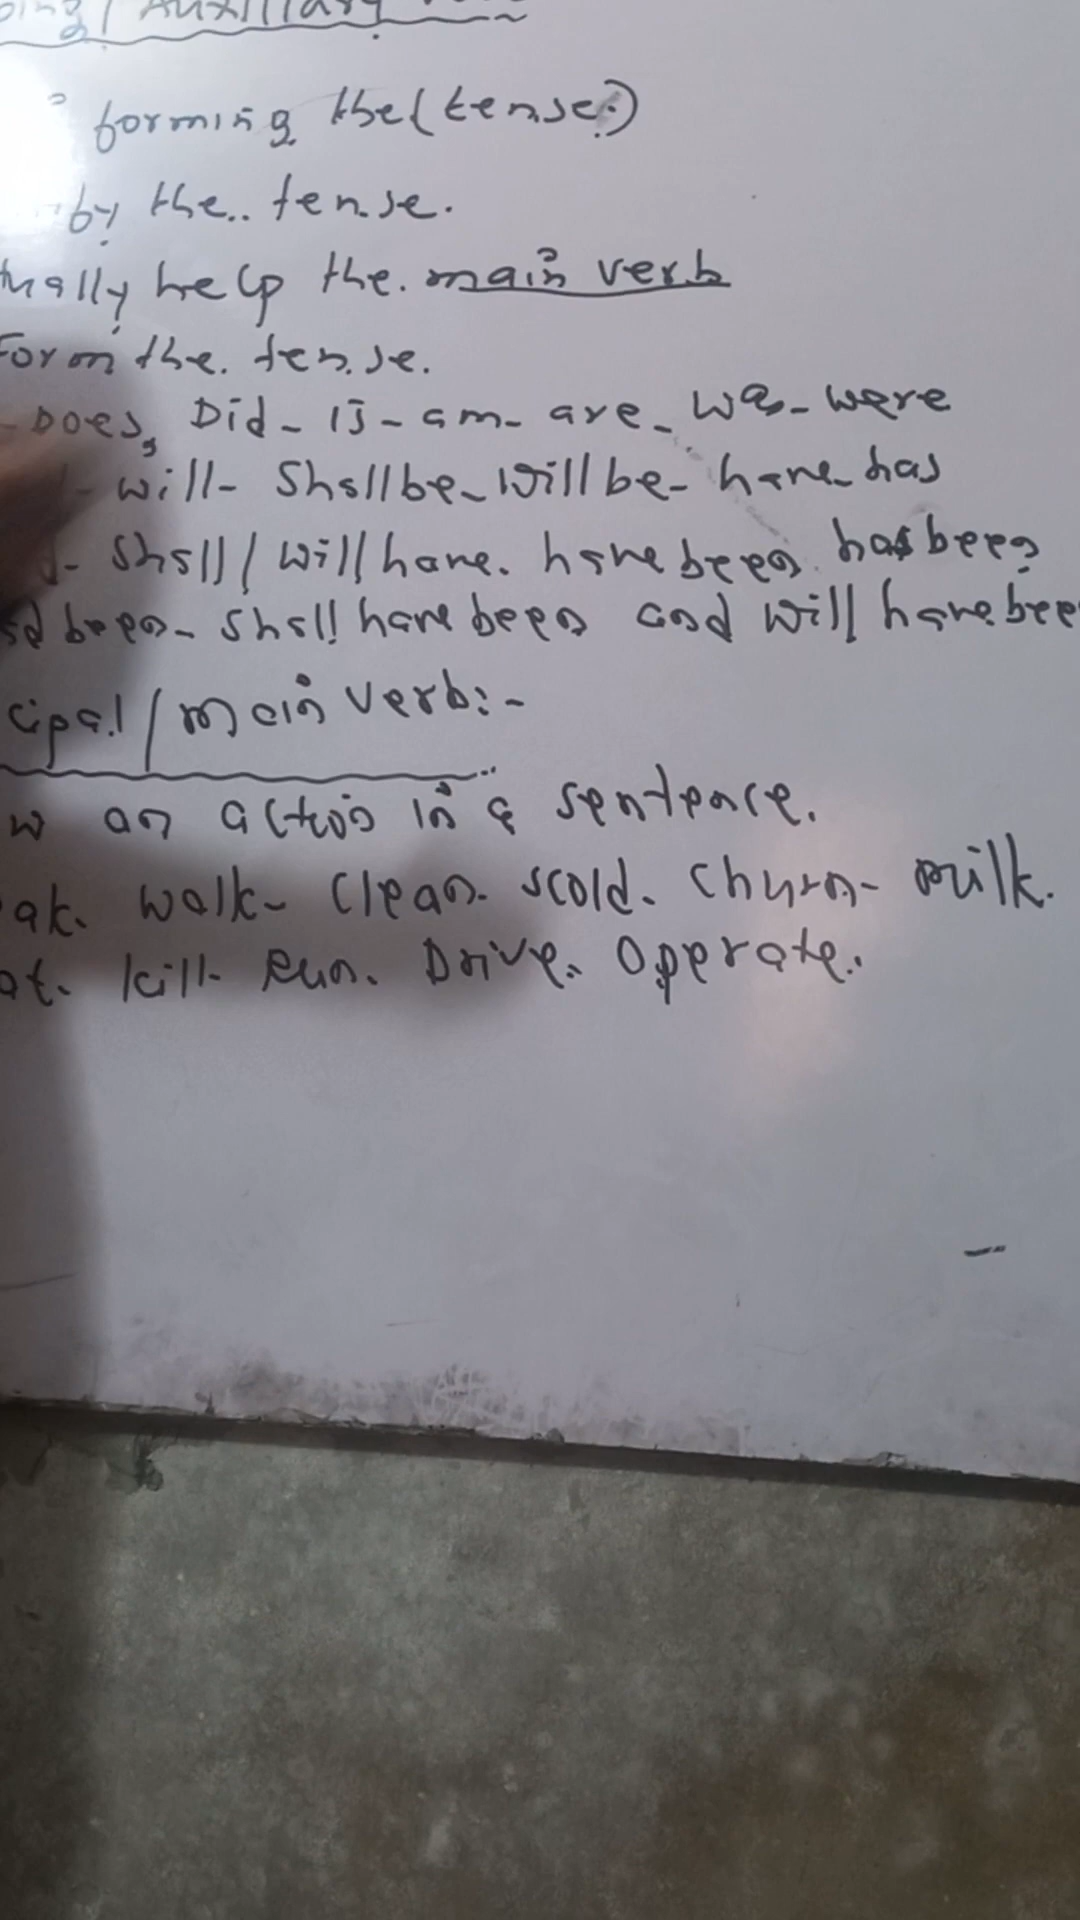 forming the (tense.)
by the.. tense.
help the. main verb
Form the. tense.
Does, Did - is - am - are - was - were
- will - Shall be - will be - have - has
- Shall / will have. have been. has been
been - shall have been and will have
/ main verb: -
an action in a sentence.
walk - clean - scold - churn - milk.
kill - Run. Drive. Operate.